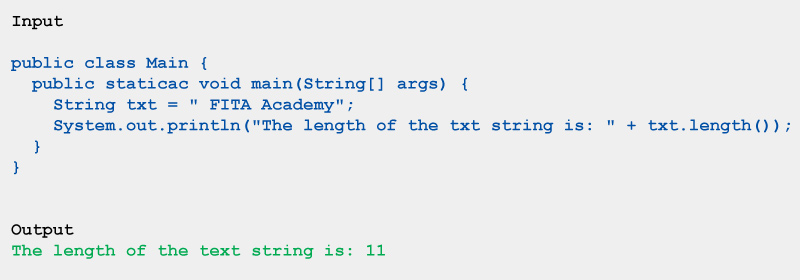 Input
public class Main {
public staticac void main(String[] args) {
String txt = " FITA Academy";
System.out.println("The length of the txt string is: " + txt.length());
}
}
Output
The length of the text string is: 11